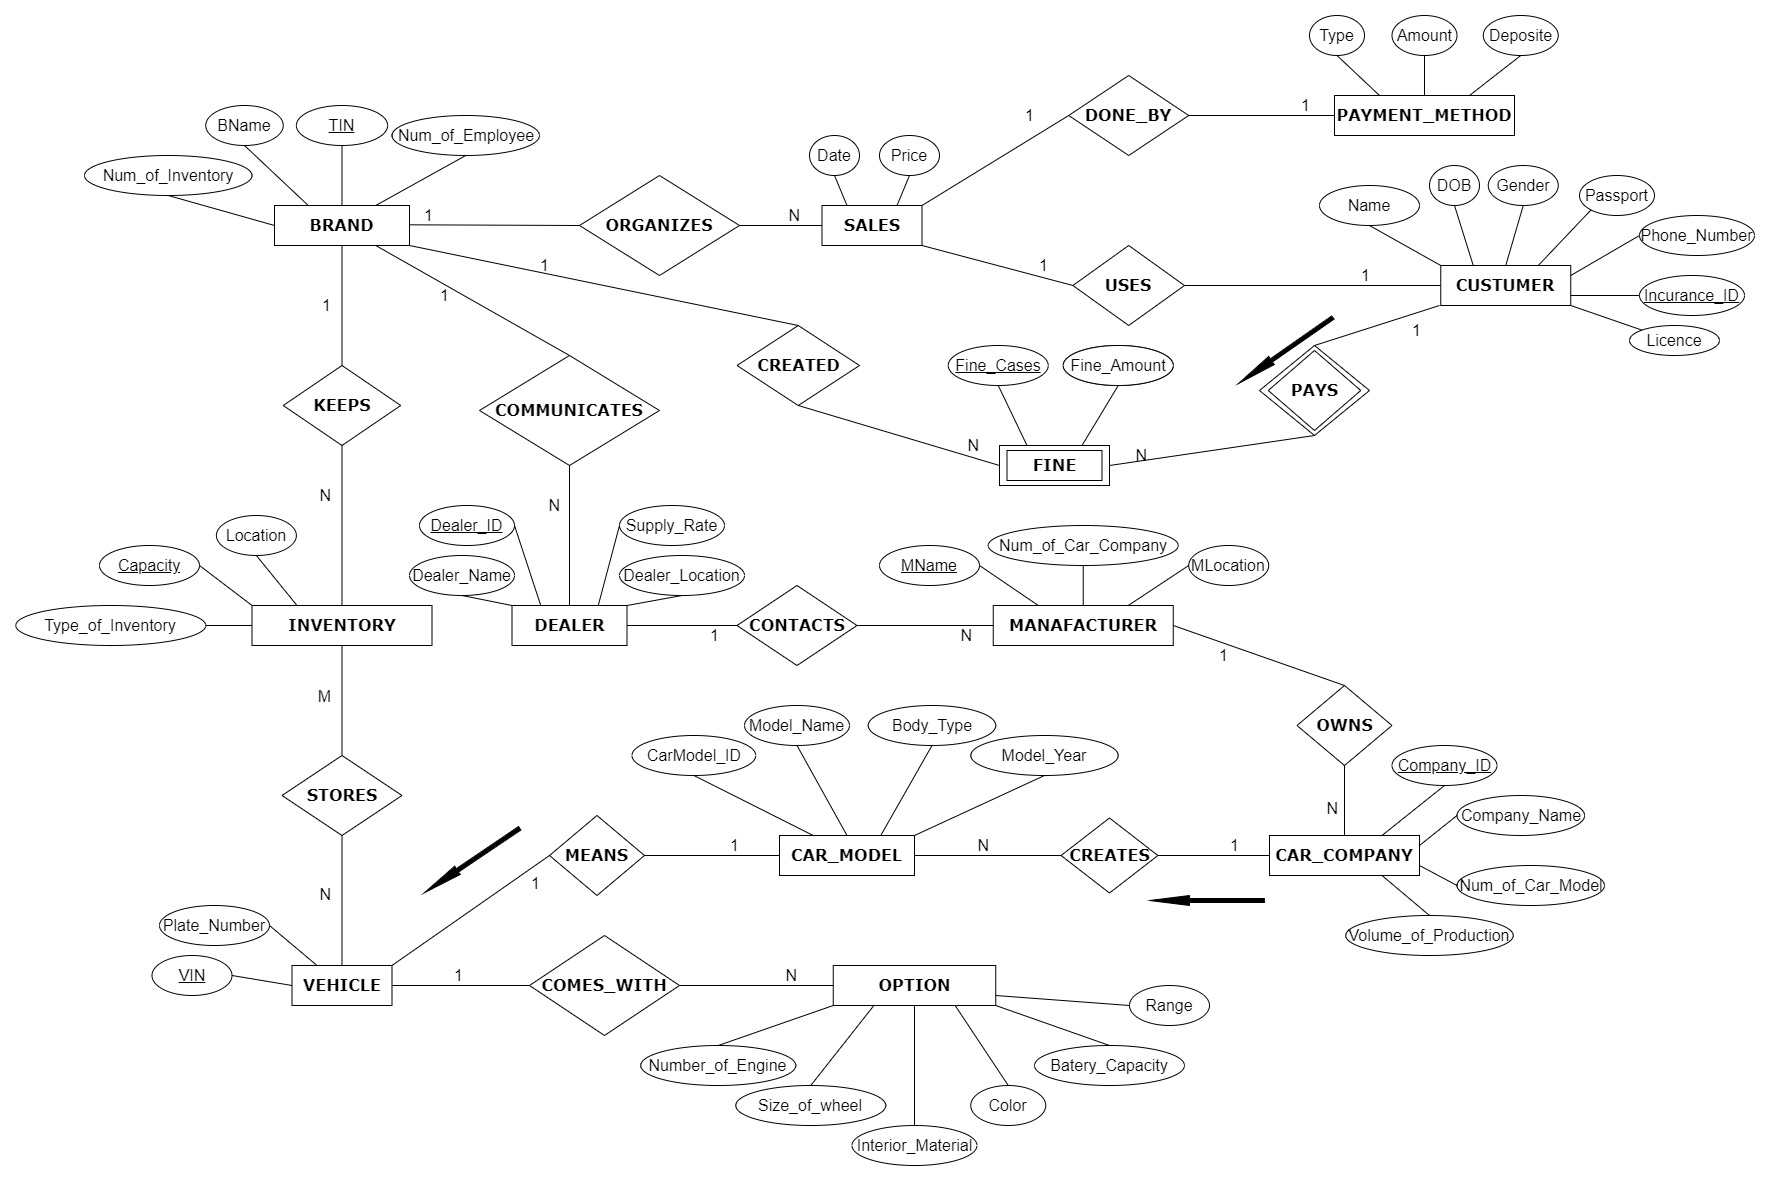 Type
Amount
Deposite
DONE_BY
1
1
PAYMENT_METHOD
BName
TIN
Num_of_Employee
Num_of_Inventory
Date
Price
DOB
Gender
Passport
Name
BRAND
1
ORGANIZES
N
SALES
Phone_Number
1
1
1
USES
1
CUSTUMER
Incurance_ID
1
1
Licence
CREATED
Fine_Cases
Fine_Amount
PAYS
KEEPS
COMMUNICATES
N
N
FINE
N
N
Dealer_ID
Supply_Rate
Location
Num_of_Car_Company
Capacity
MName
MLocation
Dealer_Name
Dealer_Location
Type_of_Inventory
INVENTORY
DEALER
1
CONTACTS
N
MANAFACTURER
1
M
Model_Name
Body_Type
OWNS
CarModel_ID
Model_Year
Company_ID
STORES
N
Company_Name
MEANS
1
CAR_MODEL
N
CREATES
1
CAR_COMPANY
1
Num_of_Car_Model
N
Plate_Number
Volume_of_Production
VIN
VEHICLE
1
COMES_WITH
N
OPTION
Range
Number_of_Engine
Batery_Capacity
Size_of_wheel
Color
Interior_Material